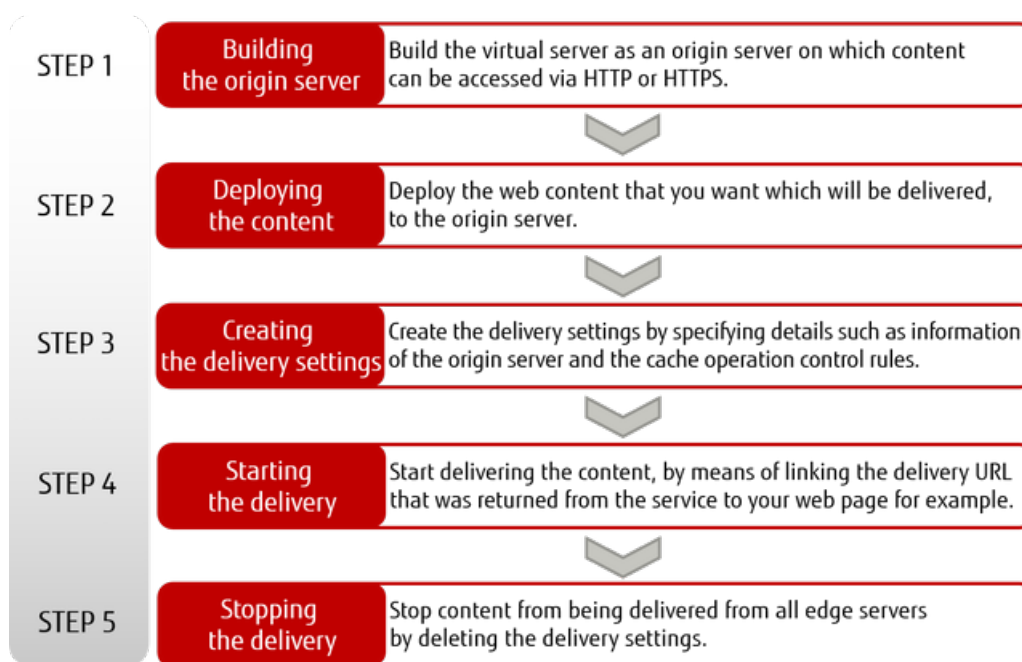 STEP 1
Building
the origin server
Build the virtual server as an origin server on which content
can be accessed via HTTP or HTTPS.
STEP 2
Deploying
the content
Deploy the web content that you want which will be delivered,
to the origin server.
STEP 3
Creating
the delivery settings
Create the delivery settings by specifying details such as information
of the origin server and the cache operation control rules.
STEP 4
Starting
the delivery
Start delivering the content, by means of linking the delivery URL
that was returned from the service to your web page for example.
STEP 5
Stopping
the delivery
Stop content from being delivered from all edge servers
by deleting the delivery settings.